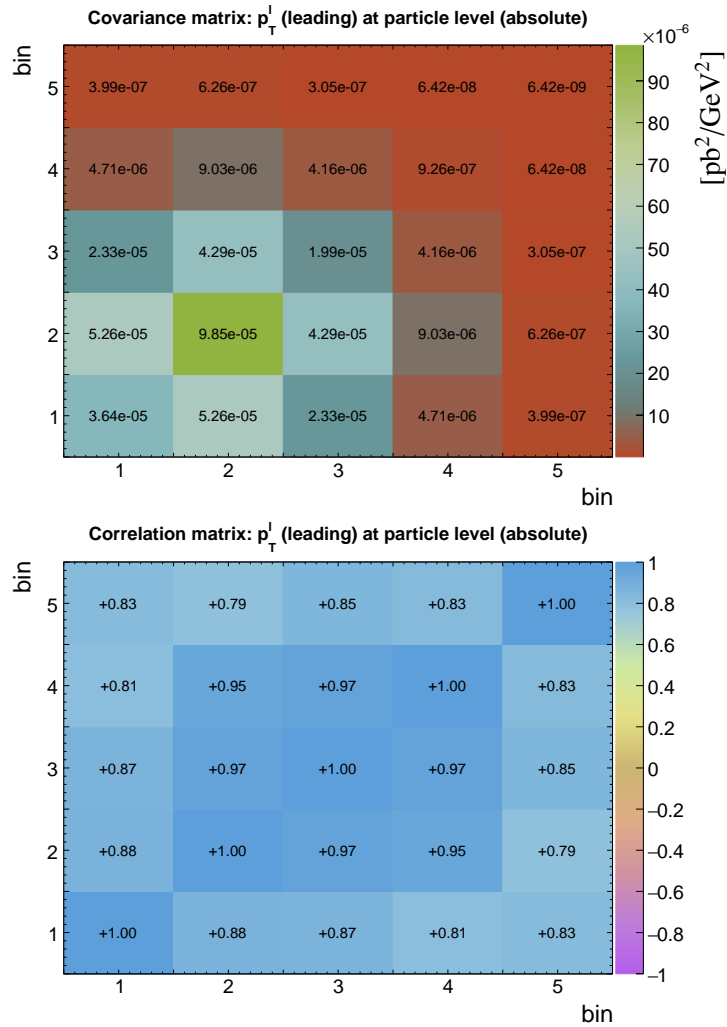 Covariance matrix: p_T^l (leading) at particle level (absolute)
×10⁻⁶
bin
[pb²/GeV²]
5 3.99e-07 6.26e-07 3.05e-07 6.42e-08 6.42e-09
4 4.71e-06 9.03e-06 4.16e-06 9.26e-07 6.42e-08
3 2.33e-05 4.29e-05 1.99e-05 4.16e-06 3.05e-07
2 5.26e-05 9.85e-05 4.29e-05 9.03e-06 6.26e-07
1 3.64e-05 5.26e-05 2.33e-05 4.71e-06 3.99e-07
1 2 3 4 5
bin
90
80
70
60
50
40
30
20
10
Correlation matrix: p_T^l (leading) at particle level (absolute)
bin
5 +0.83 +0.79 +0.85 +0.83 +1.00
4 +0.81 +0.95 +0.97 +1.00 +0.83
3 +0.87 +0.97 +1.00 +0.97 +0.85
2 +0.88 +1.00 +0.97 +0.95 +0.79
1 +1.00 +0.88 +0.87 +0.81 +0.83
1 2 3 4 5
bin
1
0.8
0.6
0.4
0.2
0
−0.2
−0.4
−0.6
−0.8
−1